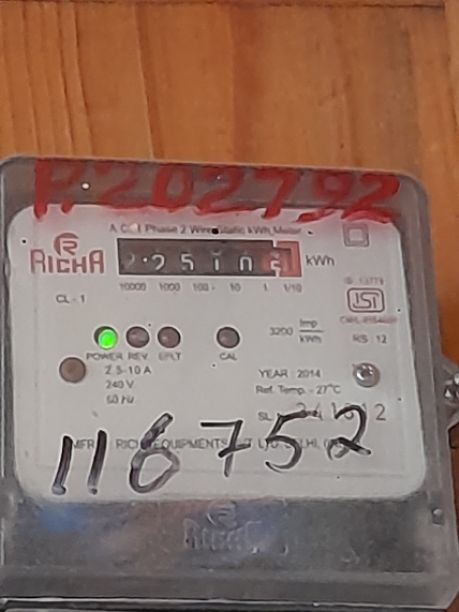 R.202792
A.C. 1 Phase 2 Wire Static kWh Meter
RICHA
kWh
10000 1000 100 10 1 1/10
CL - 1
ISI
3200 Imp/kWh
RS : 12
POWER REV. E/LT CAL
2.5-10 A
240 V
50 Hz
YEAR : 2014
Ref. Temp. - 27°C
116752
RICHA